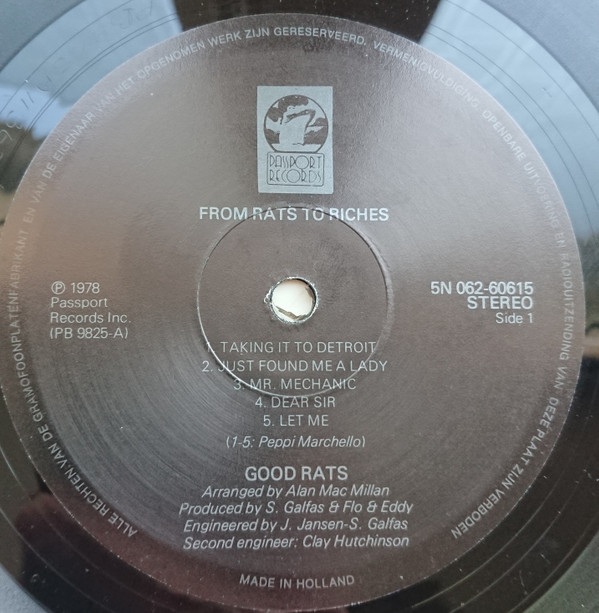 ALLE RECHTEN VAN DE GRAMOFOONPLATENFABRIKANT EN VAN DE EIGENAAR VAN HET OPGENOMEN WERK ZIJN GERESERVEERD. VERMENIGVULDIGING, OPENBARE UITVOERING EN RADIOUITZENDING VAN DEZE PLAAT ZIJN VERBODEN
PASSPORT
RECORDS
FROM RATS TO RICHES
℗ 1978
Passport
Records Inc.
(PB 9825-A)
5N 062-60615
STEREO
Side 1
1. TAKING IT TO DETROIT
2. JUST FOUND ME A LADY
3. MR. MECHANIC
4. DEAR SIR
5. LET ME
(1-5: Peppi Marchello)
GOOD RATS
Arranged by Alan Mac Millan
Produced by S. Galfas & Flo & Eddy
Engineered by J. Jansen-S. Galfas
Second engineer: Clay Hutchinson
MADE IN HOLLAND